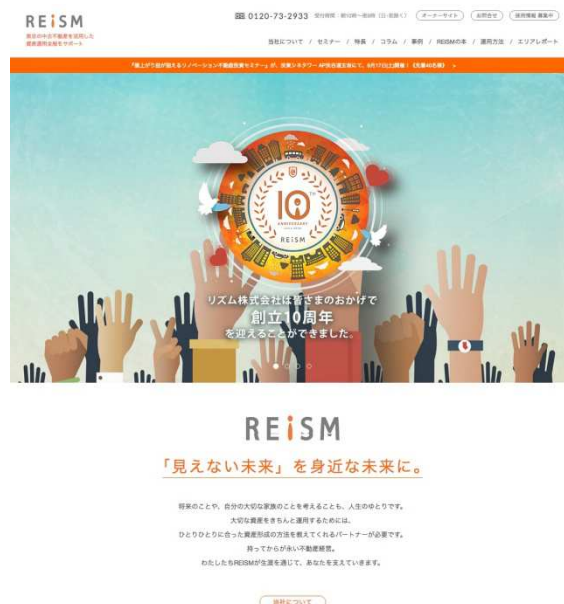 REiSM
東京の中古不動産を活用した
資産運用全般をサポート
0120-73-2933
オーナーサイト
お問合せ
採用情報 募集中
当社について / セミナー / 特長 / コラム / 事例 / REISMの本 / 運用方法 / エリアレポート
10TH
ANNIVERSARY
REiSM
リズム株式会社は皆さまのおかげで
創立10周年
を迎えることができました。
REiSM
「見えない未来」を身近な未来に。
将来のことや、自分の大切な家族のことを考えることも、人生のゆとりです。
大切な資産をきちんと運用するためには、
ひとりひとりに合った資産形成の方法を教えてくれるパートナーが必要です。
持ってからが永い不動産経営。
わたしたちREISMが生涯を通じて、あなたを支えていきます。
当社について